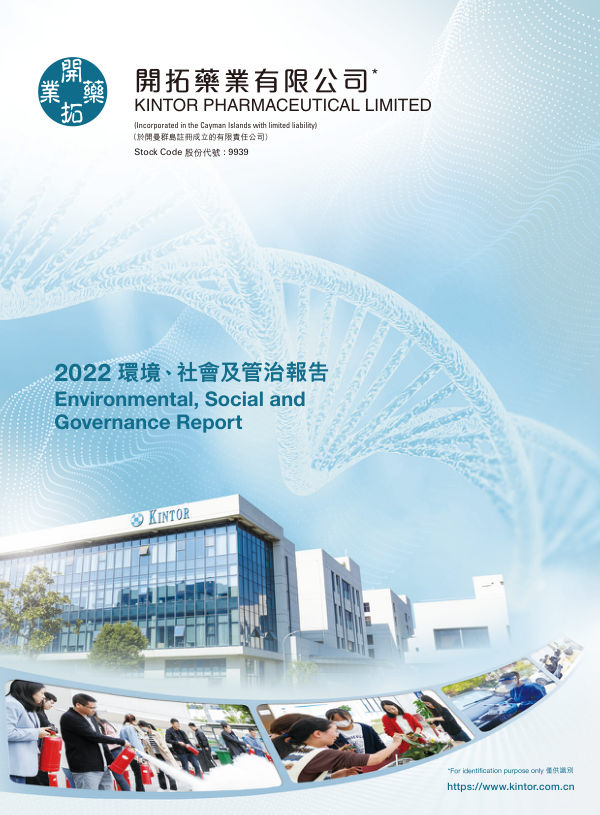 開拓藥業
開拓藥業有限公司*
KINTOR PHARMACEUTICAL LIMITED
(Incorporated in the Cayman Islands with limited liability)
(於開曼群島註冊成立的有限責任公司)
Stock Code 股份代號 : 9939
2022 環境、社會及管治報告
Environmental, Social and
Governance Report
KINTOR
*For identification purpose only 僅供識別
https://www.kintor.com.cn